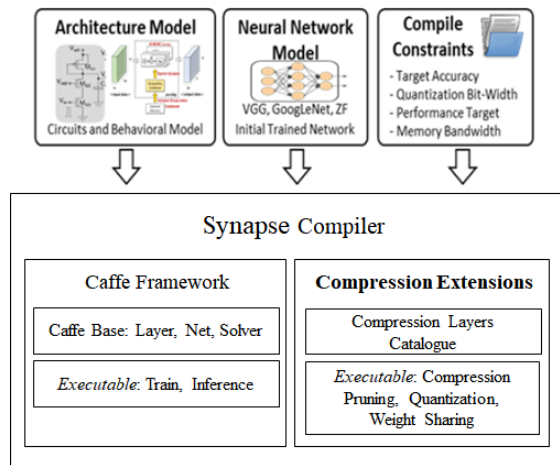 Architecture Model
Circuits and Behavioral Model
Neural Network
Model
VGG, GoogLeNet, ZF
Initial Trained Network
Compile
Constraints
- Target Accuracy
- Quantization Bit-Width
- Performance Target
- Memory Bandwidth
Synapse Compiler
Caffe Framework
Caffe Base: Layer, Net, Solver
Executable: Train, Inference
Compression Extensions
Compression Layers
Catalogue
Executable: Compression
Pruning, Quantization,
Weight Sharing